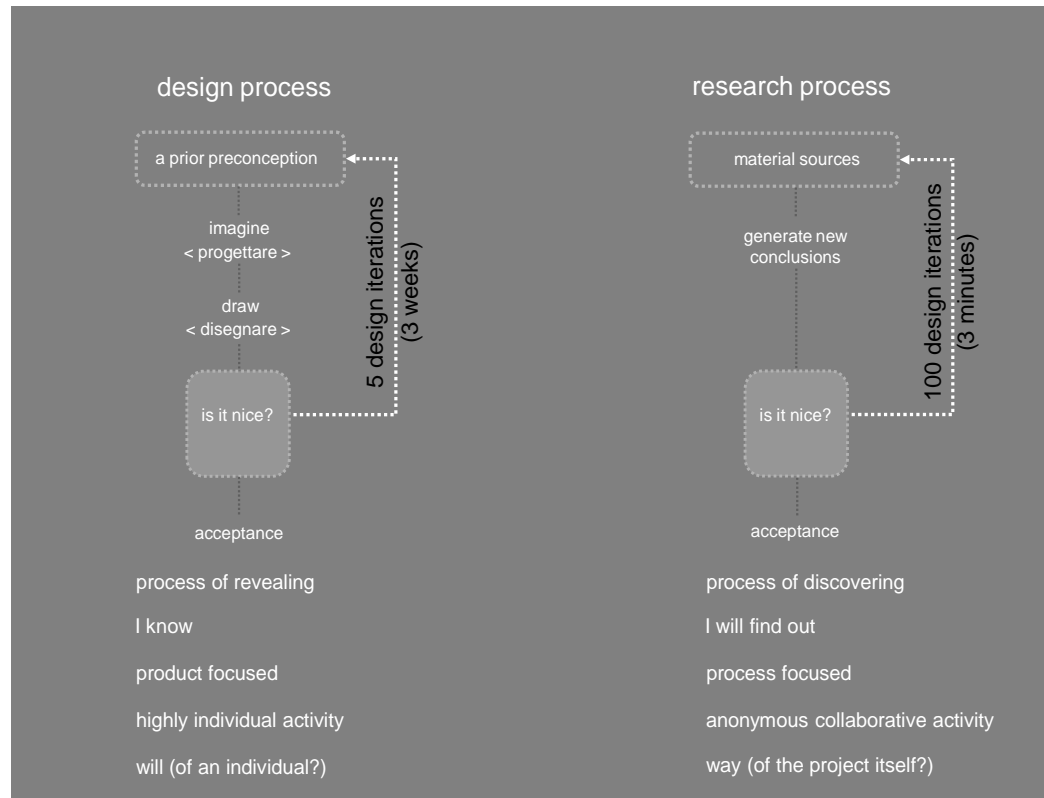 design process
a prior preconception
imagine
< progettare >
draw
< disegnare >
is it nice?
acceptance
5 design iterations
(3 weeks)
process of revealing
I know
product focused
highly individual activity
will (of an individual?)
research process
material sources
generate new
conclusions
is it nice?
acceptance
100 design iterations
(3 minutes)
process of discovering
I will find out
process focused
anonymous collaborative activity
way (of the project itself?)